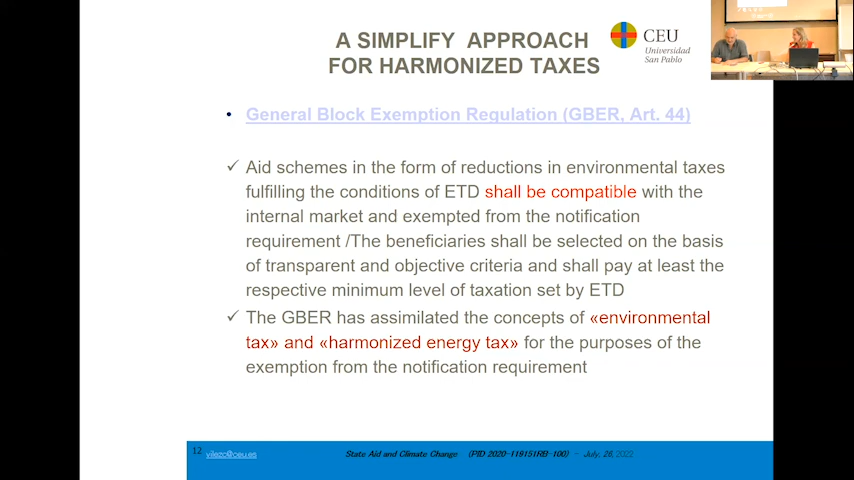 A SIMPLIFY APPROACH
FOR HARMONIZED TAXES
CEU
Universidad
San Pablo
• General Block Exemption Regulation (GBER, Art. 44)
✓ Aid schemes in the form of reductions in environmental taxes
fulfilling the conditions of ETD shall be compatible with the
internal market and exempted from the notification
requirement /The beneficiaries shall be selected on the basis
of transparent and objective criteria and shall pay at least the
respective minimum level of taxation set by ETD
✓ The GBER has assimilated the concepts of «environmental
tax» and «harmonized energy tax» for the purposes of the
exemption from the notification requirement
12 vilezc@ceu.es State Aid and Climate Change (PID 2020-119151RB-100) - July, 26, 2022